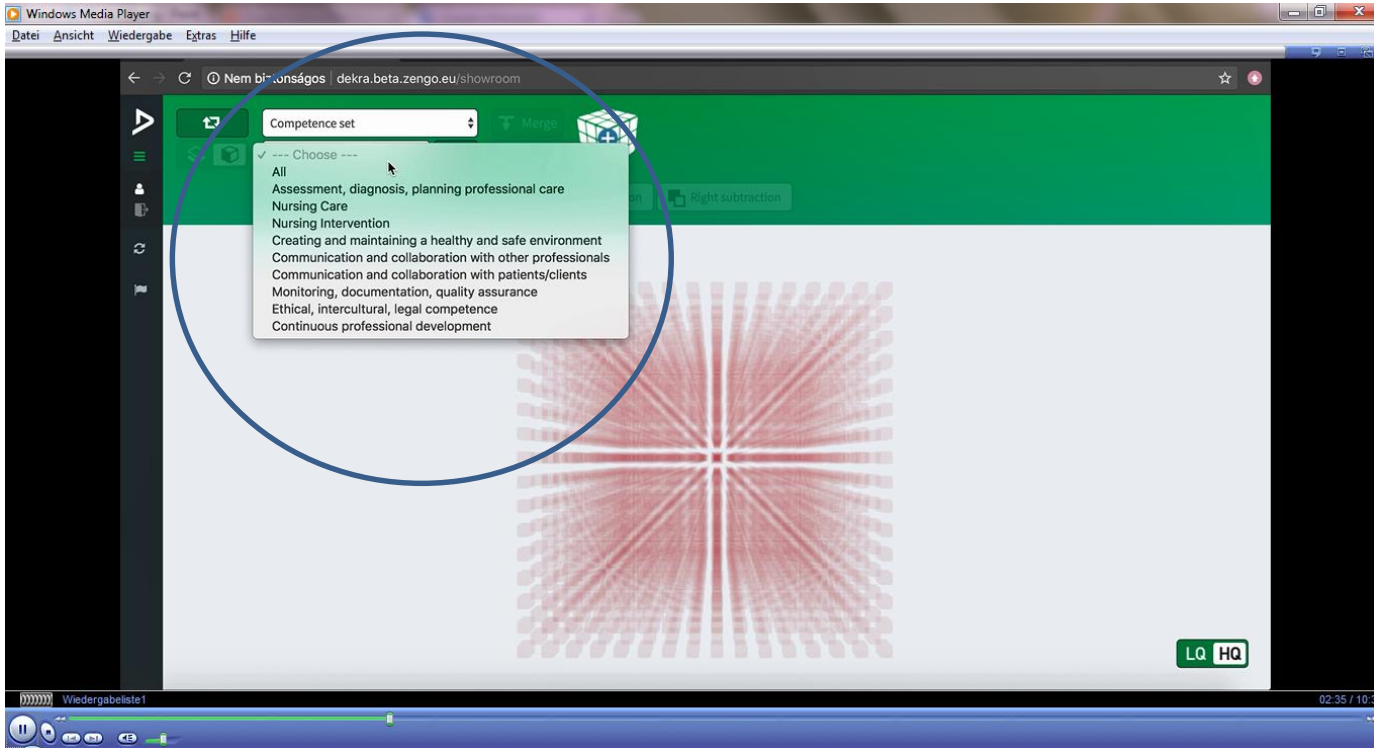 Windows Media Player
Datei Ansicht Wiedergabe Extras Hilfe
Nem biztonságos | dekra.beta.zengo.eu/showroom
Competence set
Merge
✓ --- Choose ---
All
Assessment, diagnosis, planning professional care
Nursing Care
Nursing Intervention
Creating and maintaining a healthy and safe environment
Communication and collaboration with other professionals
Communication and collaboration with patients/clients
Monitoring, documentation, quality assurance
Ethical, intercultural, legal competence
Continuous professional development
Right subtraction
LQ HQ
Wiedergabeliste1
02:35 / 10:3